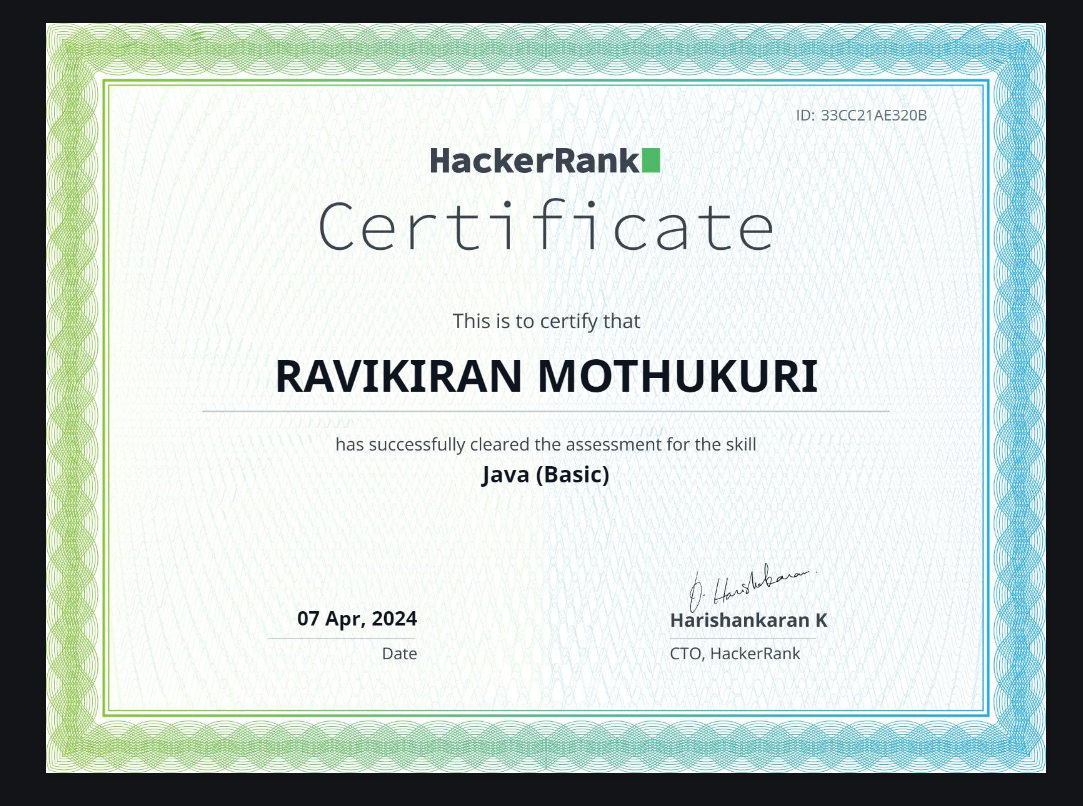 ID: 33CC21AE320B
HackerRank
Certificate
This is to certify that
RAVIKIRAN MOTHUKURI
has successfully cleared the assessment for the skill
Java (Basic)
07 Apr, 2024
Date
D. Harishankaran
Harishankaran K
CTO, HackerRank